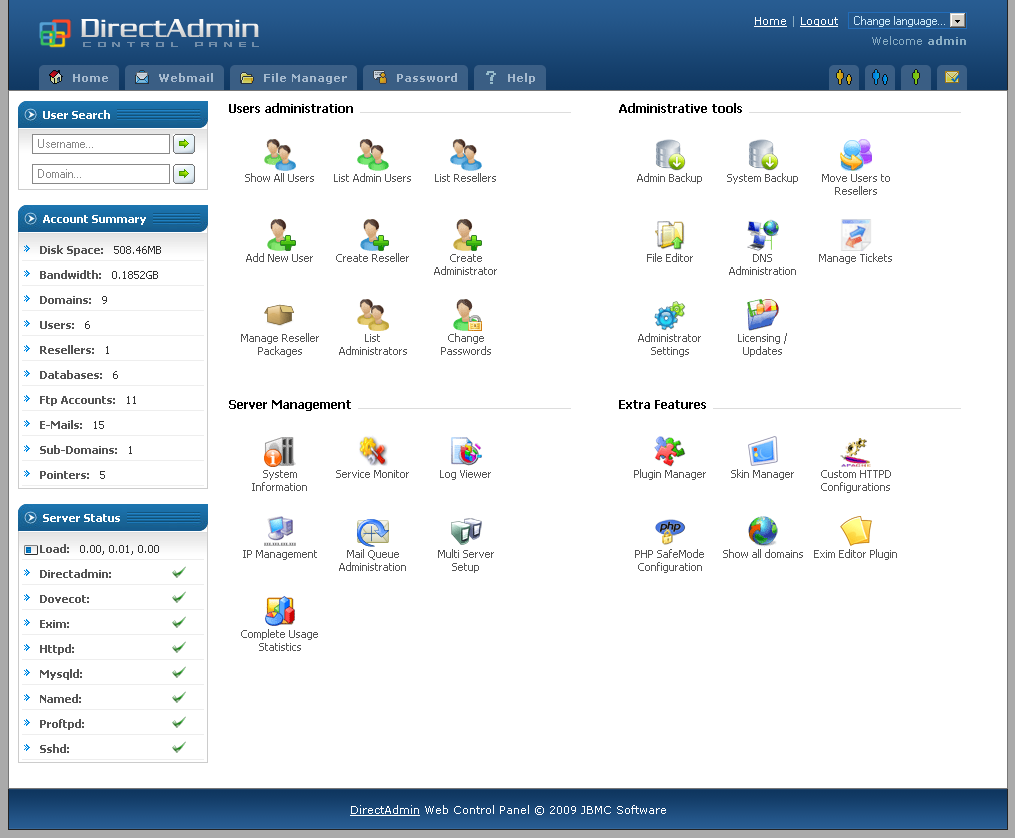 DirectAdmin
CONTROL PANEL
Home | Logout Change language...
Welcome admin
Home Webmail File Manager Password Help
User Search
Username...
Domain...
Account Summary
Disk Space: 508.46MB
Bandwidth: 0.1852GB
Domains: 9
Users: 6
Resellers: 1
Databases: 6
Ftp Accounts: 11
E-Mails: 15
Sub-Domains: 1
Pointers: 5
Server Status
Load: 0.00, 0.01, 0.00
Directadmin:
Dovecot:
Exim:
Httpd:
Mysqld:
Named:
Proftpd:
Sshd:
Users administration
Show All Users
List Admin Users
List Resellers
Add New User
Create Reseller
Create
Administrator
Manage Reseller
Packages
List
Administrators
Change
Passwords
Administrative tools
Admin Backup
System Backup
Move Users to
Resellers
File Editor
DNS
Administration
Manage Tickets
Administrator
Settings
Licensing /
Updates
Server Management
System
Information
Service Monitor
Log Viewer
IP Management
Mail Queue
Administration
Multi Server
Setup
Complete Usage
Statistics
Extra Features
Plugin Manager
Skin Manager
APACHE
Custom HTTPD
Configurations
php
PHP SafeMode
Configuration
Show all domains
Exim Editor Plugin
DirectAdmin Web Control Panel © 2009 JBMC Software